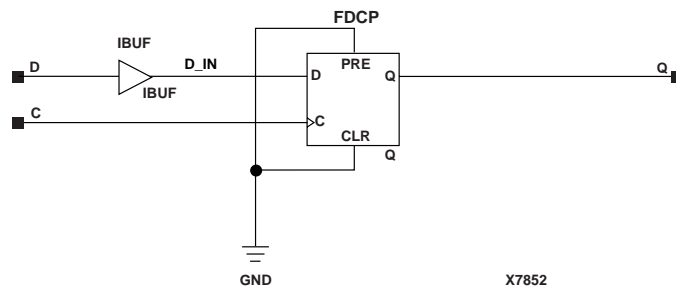 FDCP
IBUF
D
D_IN
IBUF
D
PRE
Q
Q
C
C
CLR
Q
GND
X7852